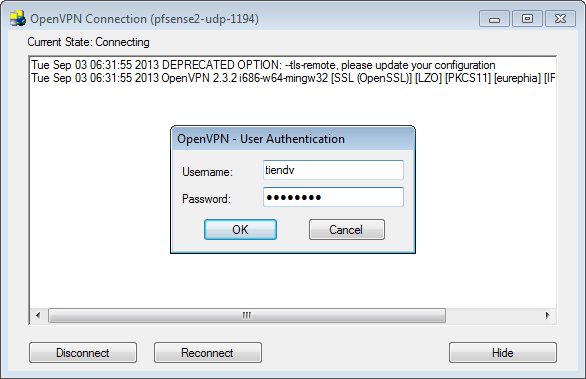 OpenVPN Connection (pfsense2-udp-1194)
Current State: Connecting
Tue Sep 03 06:31:55 2013 DEPRECATED OPTION: --tls-remote, please update your configuration
Tue Sep 03 06:31:55 2013 OpenVPN 2.3.2 i686-w64-mingw32 [SSL (OpenSSL)] [LZO] [PKCS11] [eurephia] [IP
OpenVPN - User Authentication
Username: tiendv
Password: ●●●●●●●●
OK Cancel
Disconnect Reconnect Hide